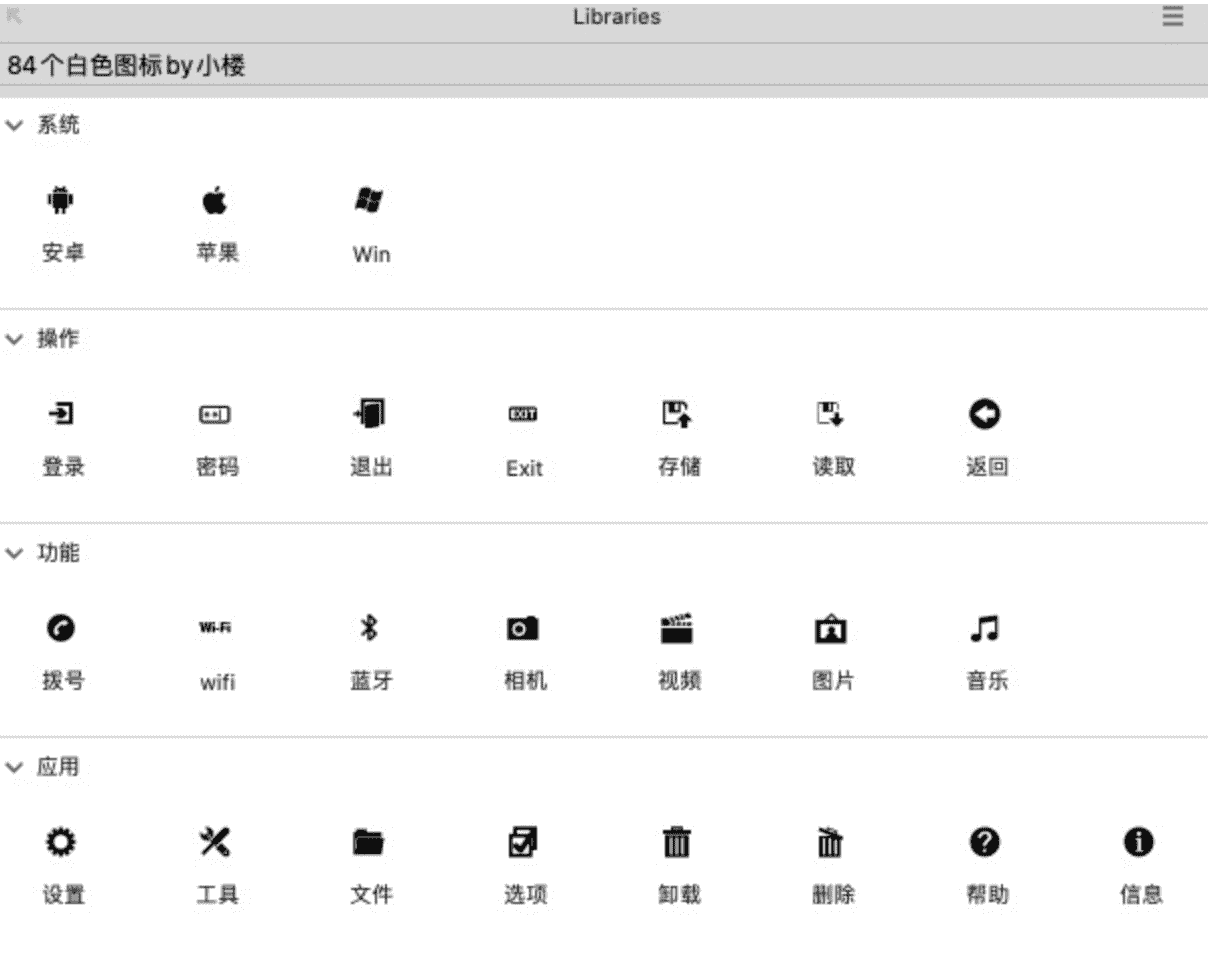 Libraries
84个白色图标by小楼
系统
安卓 苹果 Win
操作
EXIT
登录 密码 退出 Exit 存储 读取 返回
功能
Wi-Fi
拨号 wifi 蓝牙 相机 视频 图片 音乐
应用
设置 工具 文件 选项 卸载 删除 帮助 信息